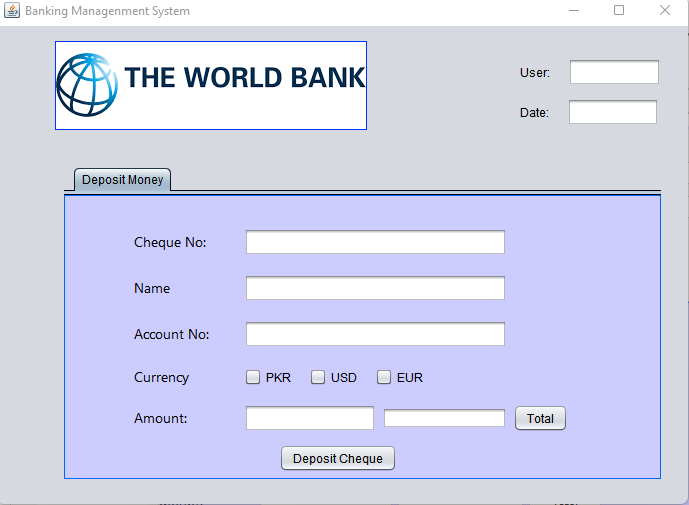 Banking Managenment System
THE WORLD BANK
User:
Date:
Deposit Money
Cheque No:
Name
Account No:
Currency PKR USD EUR
Amount: Total
Deposit Cheque